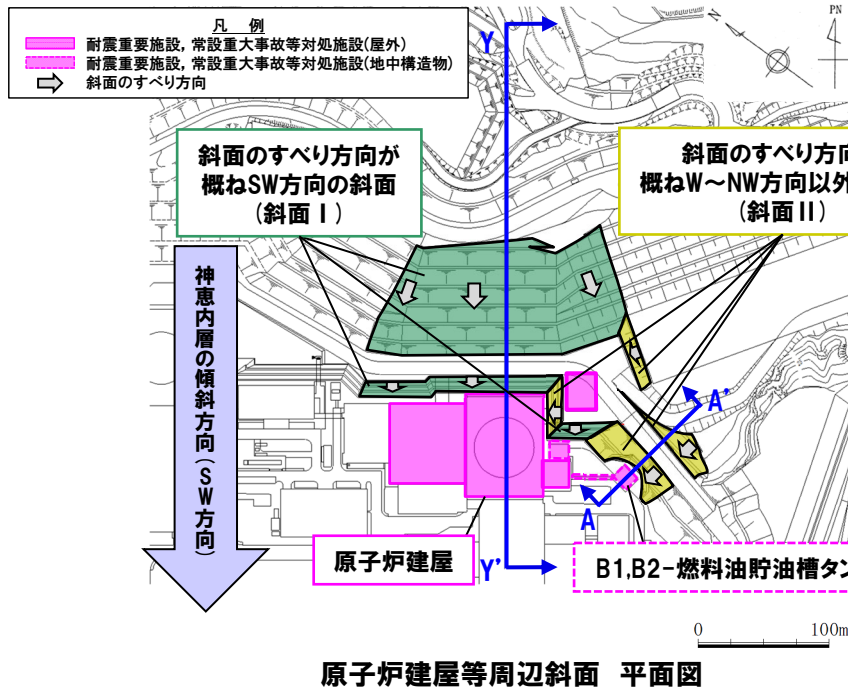 凡 例
耐震重要施設, 常設重大事故等対処施設(屋外)
耐震重要施設, 常設重大事故等対処施設(地中構造物)
斜面のすべり方向
N
PN
Y
斜面のすべり方向が
概ねSW方向の斜面
(斜面Ⅰ)
斜面のすべり方向
概ねW~NW方向以外
(斜面II)
神恵内層の傾斜方向(SW方向)
A'
A
原子炉建屋
Y'
B1,B2-燃料油貯油槽タン
0 100m
原子炉建屋等周辺斜面 平面図